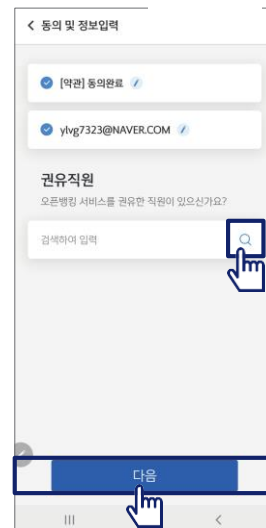 동의 및 정보입력
[약관] 동의완료
ylvg7323@NAVER.COM
권유직원
오픈뱅킹 서비스를 권유한 직원이 있으신가요?
검색하여 입력
다음